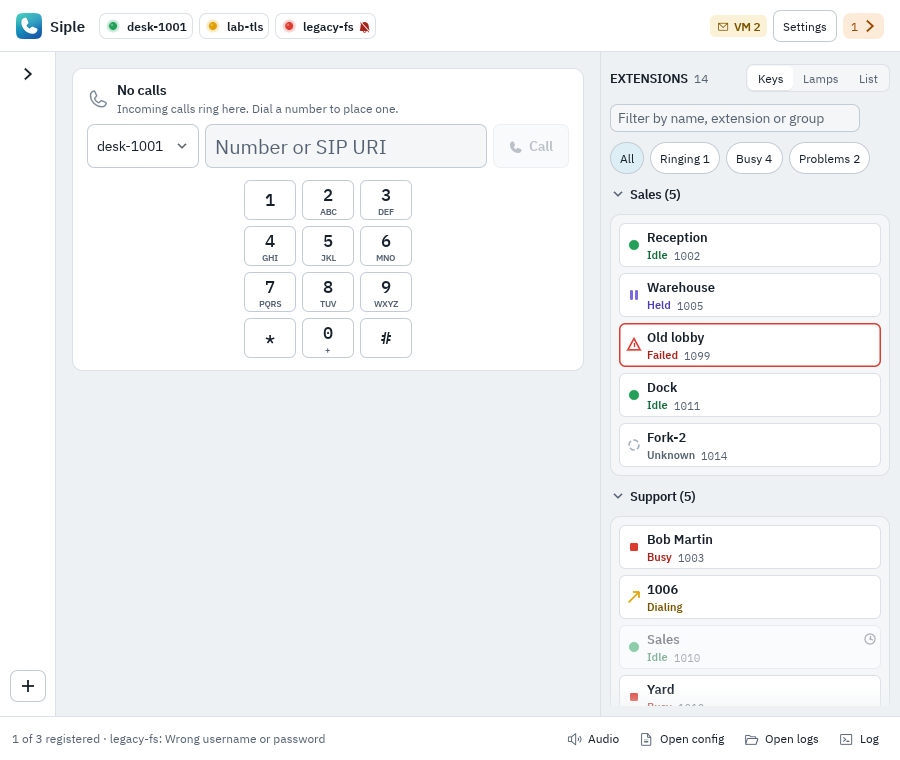 Siple
desk-1001
lab-tls
legacy-fs
VM 2
Settings
1
No calls
Incoming calls ring here. Dial a number to place one.
desk-1001
Number or SIP URI
Call
1
2
ABC
3
DEF
4
GHI
5
JKL
6
MNO
7
PQRS
8
TUV
9
WXYZ
*
0
+
#
EXTENSIONS 14
Keys
Lamps
List
Filter by name, extension or group
All
Ringing 1
Busy 4
Problems 2
Sales (5)
Reception
Idle 1002
Warehouse
Held 1005
Old lobby
Failed 1099
Dock
Idle 1011
Fork-2
Unknown 1014
Support (5)
Bob Martin
Busy 1003
1006
Dialing
Sales
Idle 1010
Yard
1 of 3 registered · legacy-fs: Wrong username or password
Audio
Open config
Open logs
Log